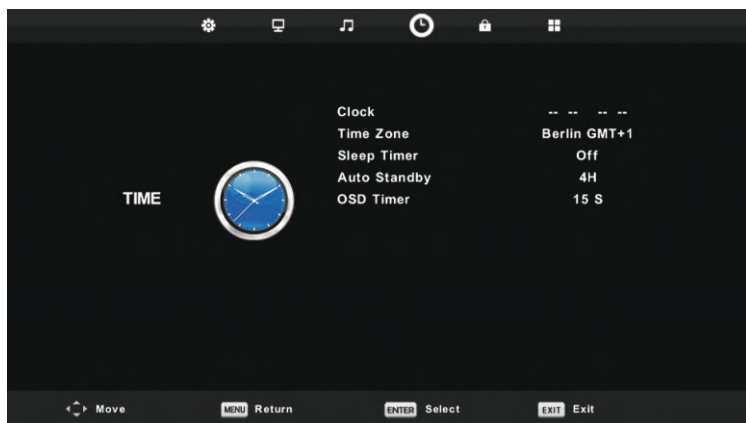 Clock -- -- -- --
Time Zone Berlin GMT+1
Sleep Timer Off
Auto Standby 4H
TIME
OSD Timer 15 S
Move MENU Return ENTER Select EXIT Exit